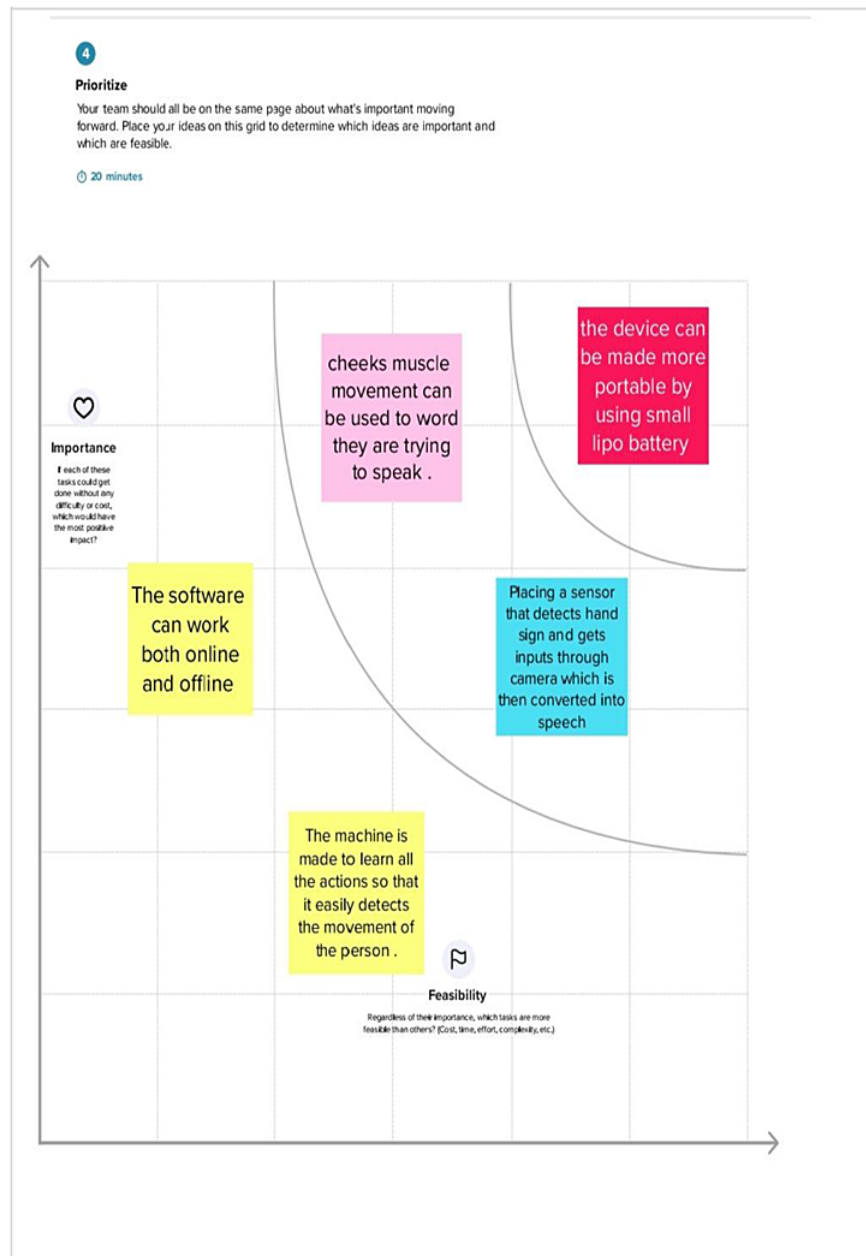 4
Prioritize
Your team should all be on the same page about what's important moving
forward. Place your ideas on this grid to determine which ideas are important and
which are feasible.
20 minutes
the device can
be made more
portable by
using small
lipo battery
cheeks muscle
movement can
be used to word
they are trying
to speak .
Importance
If each of these
tasks could get
done without any
difficulty or cost,
which would have
the most positive
impact?
The software
can work
both online
and offline
Placing a sensor
that detects hand
sign and gets
inputs through
camera which is
then converted into
speech
The machine is
made to learn all
the actions so that
it easily detects
the movement of
the person .
Feasibility
Regardless of their importance, which tasks are more
feasible than others? (Cost, time, effort, complexity, etc.)